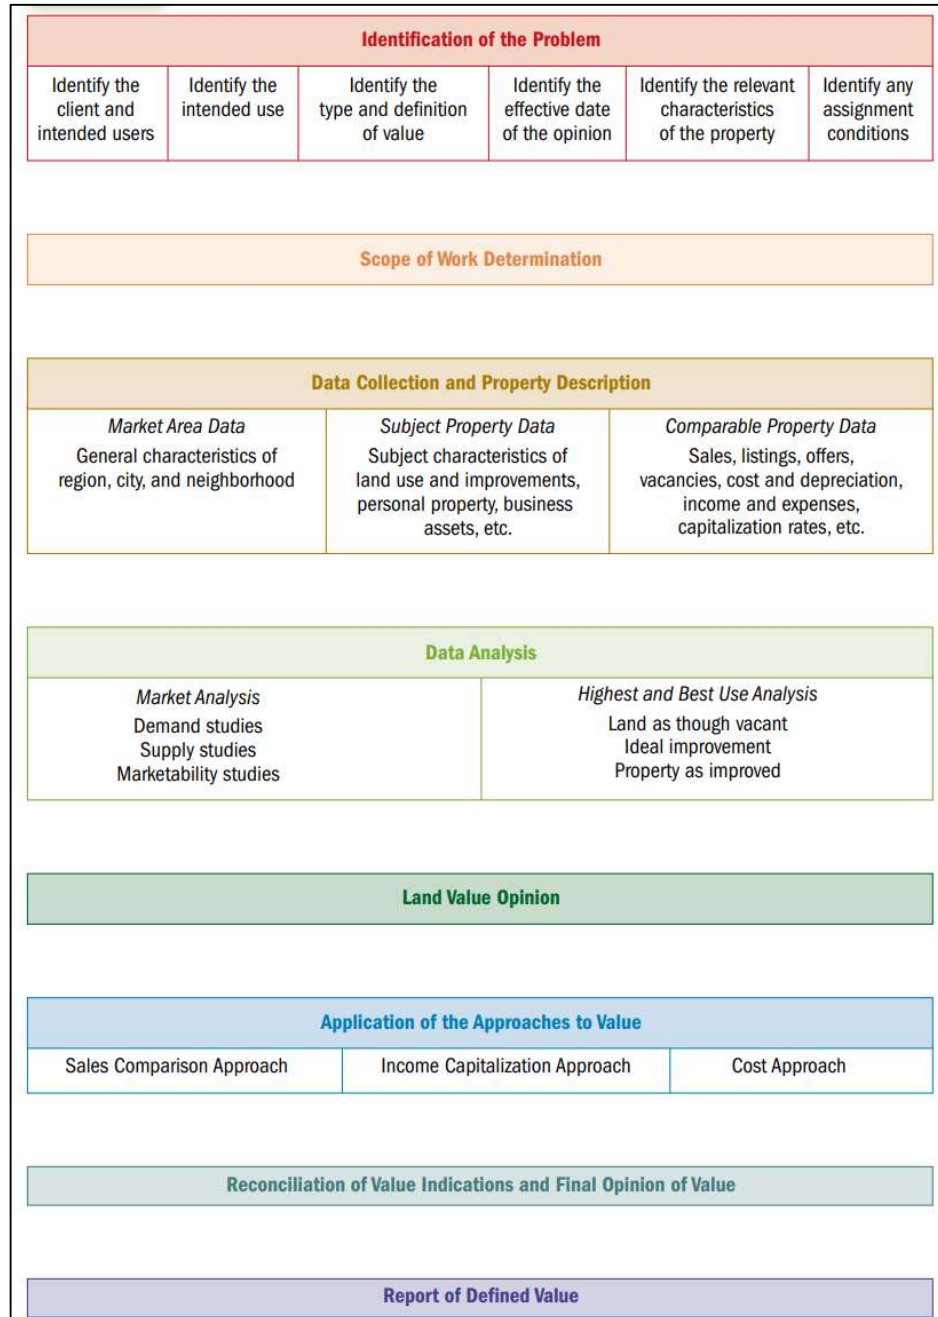 Identification of the Problem
Identify the
client and
intended users
Identify the
intended use
Identify the
type and definition
of value
Identify the
effective date
of the opinion
Identify the relevant
characteristics
of the property
Identify any
assignment
conditions
Scope of Work Determination
Data Collection and Property Description
Market Area Data
General characteristics of
region, city, and neighborhood
Subject Property Data
Subject characteristics of
land use and improvements,
personal property, business
assets, etc.
Comparable Property Data
Sales, listings, offers,
vacancies, cost and depreciation,
income and expenses,
capitalization rates, etc.
Data Analysis
Market Analysis
Demand studies
Supply studies
Marketability studies
Highest and Best Use Analysis
Land as though vacant
Ideal improvement
Property as improved
Land Value Opinion
Application of the Approaches to Value
Sales Comparison Approach
Income Capitalization Approach
Cost Approach
Reconciliation of Value Indications and Final Opinion of Value
Report of Defined Value